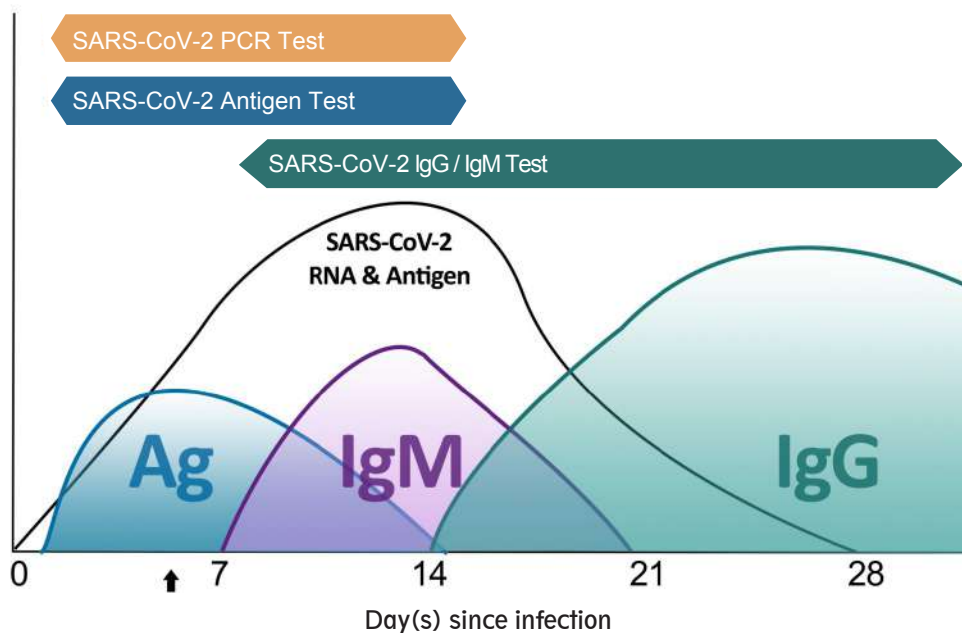 SARS-CoV-2 PCR Test
SARS-CoV-2 Antigen Test
SARS-CoV-2 IgG / IgM Test
SARS-CoV-2
RNA & Antigen
Ag
IgM
IgG
0 7 14 21 28
Day(s) since infection